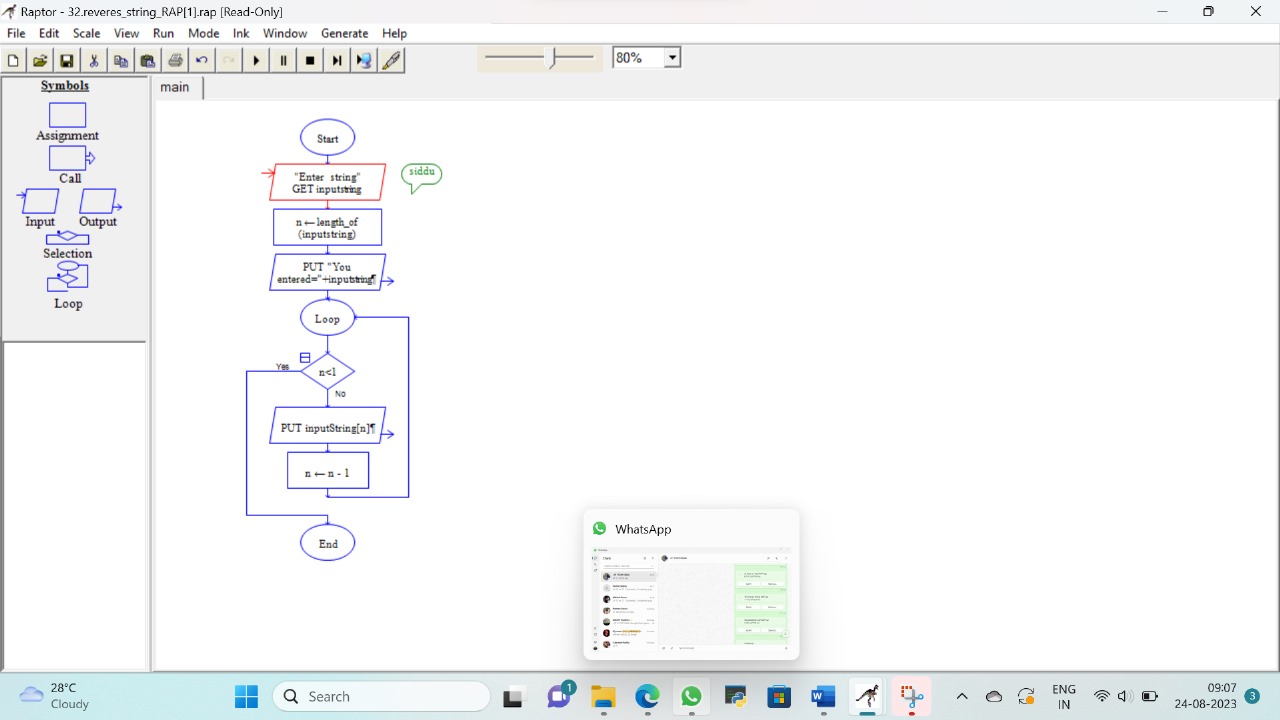 Raptor - 32.reveres_string_RAP[1].rap [Read-Only]
File Edit Scale View Run Mode Ink Window Generate Help
80%
Symbols
Assignment
Call
Input Output
Selection
Loop
main
Start
"Enter string"
GET inputstring
siddu
n ← length_of
(inputstring)
PUT "You
entered="+inputstring¶
Loop
Yes
n<1
No
PUT inputString[n]¶
n ← n - 1
End
WhatsApp
28°C
Cloudy
Search
1
ENG
IN
09:07
24-08-2023
3